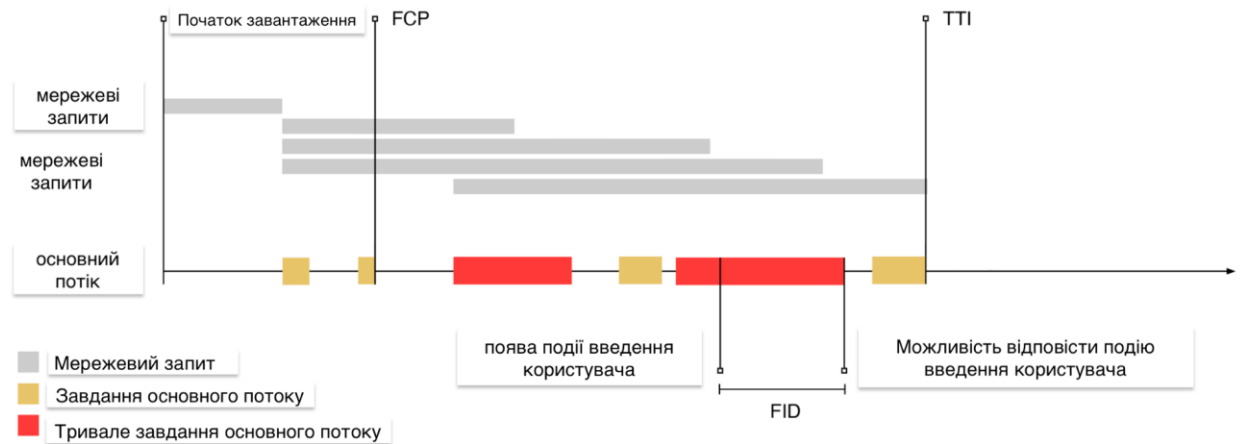 Початок завантаження
FCP
TTI
мережеві
запити
мережеві
запити
основний
потік
поява події введення
користувача
Можливість відповісти подію
введення користувача
FID
Мережевий запит
Завдання основного потоку
Тривале завдання основного потоку